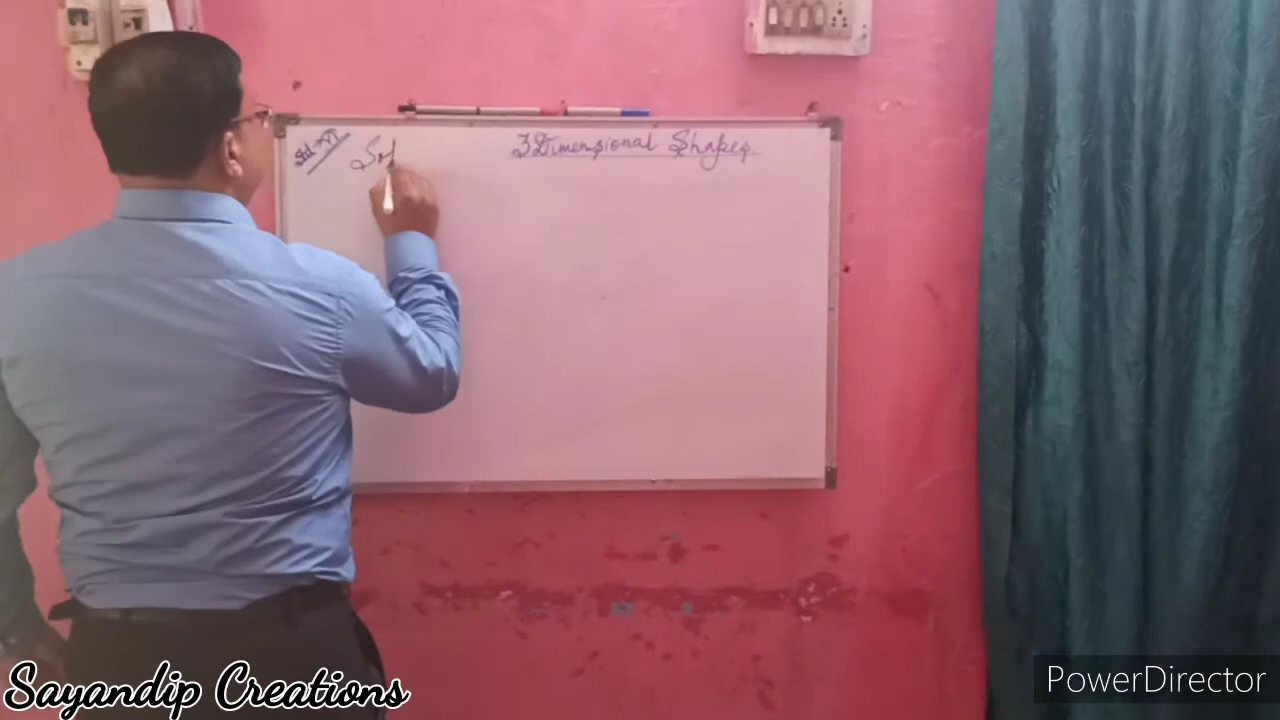 Std-VI
Sol
3 Dimensional Shapes
Sayandip Creations
PowerDirector